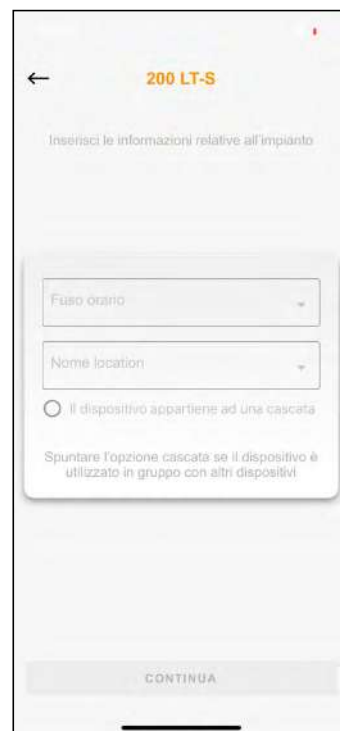 200 LT-S
Inserisci le informazioni relative all'impianto
Fuso orario
Nome location
Il dispositivo appartiene ad una cascata
Spuntare l'opzione cascata se il dispositivo è
utilizzato in gruppo con altri dispositivi
CONTINUA